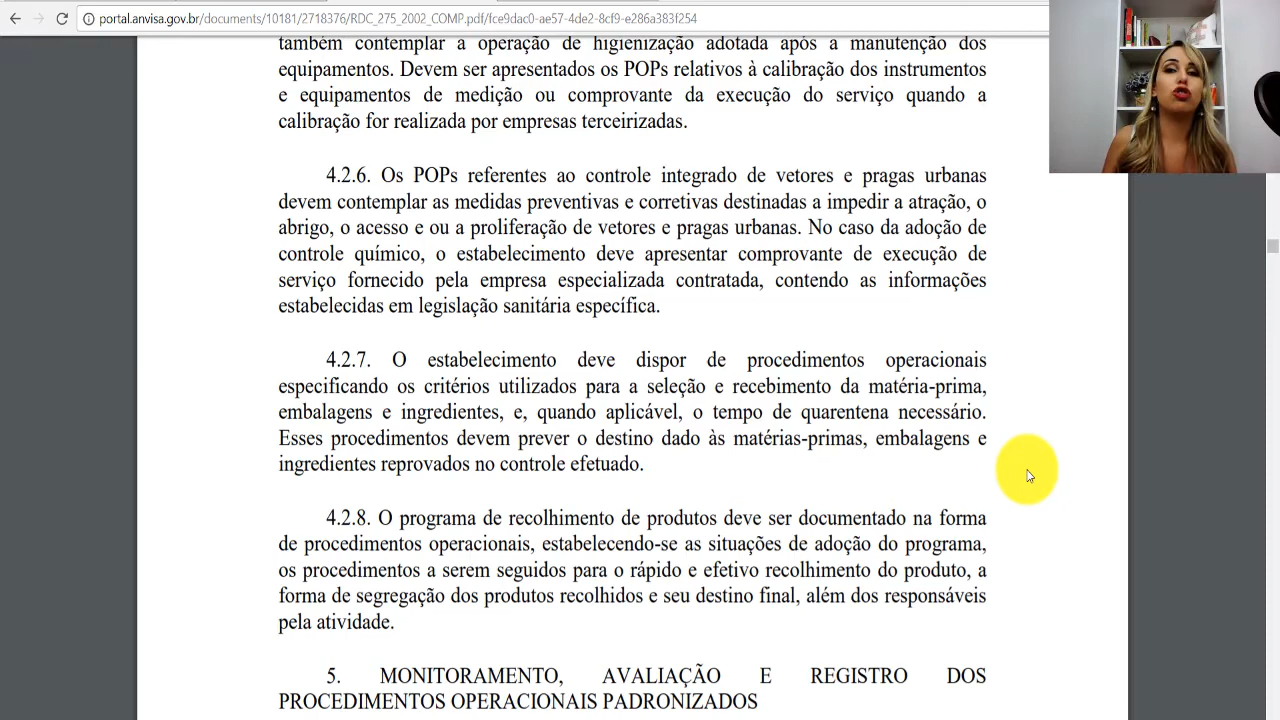 portal.anvisa.gov.br/documents/10181/2718376/RDC_275_2002_COMP.pdf/fce9dac0-ae57-4de2-8cf9-e286a383f254
também contemplar a operação de higienização adotada após a manutenção dos
equipamentos. Devem ser apresentados os POPs relativos à calibração dos instrumentos
e equipamentos de medição ou comprovante da execução do serviço quando a
calibração for realizada por empresas terceirizadas.
4.2.6. Os POPs referentes ao controle integrado de vetores e pragas urbanas
devem contemplar as medidas preventivas e corretivas destinadas a impedir a atração, o
abrigo, o acesso e ou a proliferação de vetores e pragas urbanas. No caso da adoção de
controle químico, o estabelecimento deve apresentar comprovante de execução de
serviço fornecido pela empresa especializada contratada, contendo as informações
estabelecidas em legislação sanitária específica.
4.2.7. O estabelecimento deve dispor de procedimentos operacionais
especificando os critérios utilizados para a seleção e recebimento da matéria-prima,
embalagens e ingredientes, e, quando aplicável, o tempo de quarentena necessário.
Esses procedimentos devem prever o destino dado às matérias-primas, embalagens e
ingredientes reprovados no controle efetuado.
4.2.8. O programa de recolhimento de produtos deve ser documentado na forma
de procedimentos operacionais, estabelecendo-se as situações de adoção do programa,
os procedimentos a serem seguidos para o rápido e efetivo recolhimento do produto, a
forma de segregação dos produtos recolhidos e seu destino final, além dos responsáveis
pela atividade.
5. MONITORAMENTO, AVALIAÇÃO E REGISTRO DOS
PROCEDIMENTOS OPERACIONAIS PADRONIZADOS